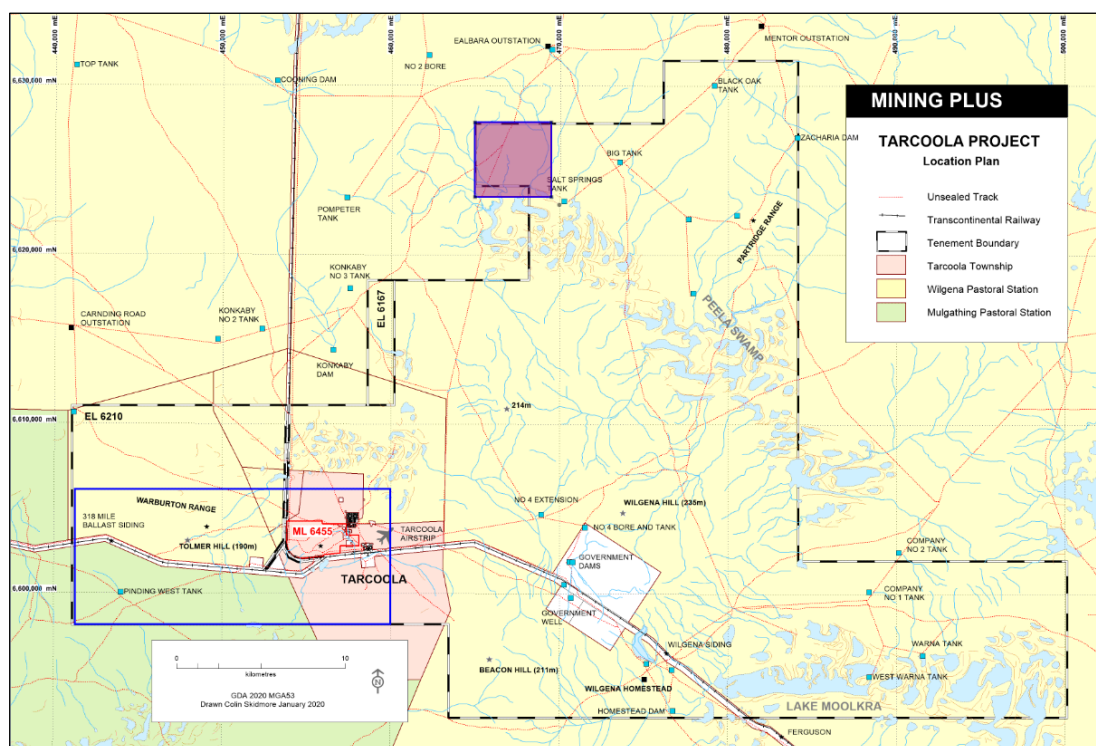 440,000 mE
450,000 mE
460,000 mE
470,000 mE
480,000 mE
490,000 mE
500,000 mE
6,630,000 mN
6,620,000 mN
6,610,000 mN
6,600,000 mN
TOP TANK
COONING DAM
NO 2 BORE
EALBARA OUTSTATION
MENTOR OUTSTATION
BLACK OAK
TANK
ZACHARIA DAM
BIG TANK
SALT SPRINGS
TANK
POMPETER
TANK
PARTRIDGE RANGE
KONKABY
NO 3 TANK
KONKABY
NO 2 TANK
CARNDING ROAD
OUTSTATION
EL 6167
PEELA SWAMP
KONKABY
DAM
EL 6210
214m
WARBURTON RANGE
318 MILE
BALLAST SIDING
TOLMER HILL (190m)
ML 6455
TARCOOLA
AIRSTRIP
TARCOOLA
PINDING WEST TANK
NO 4 EXTENSION
WILGENA HILL (235m)
NO 4 BORE AND TANK
GOVERNMENT
DAMS
GOVERNMENT
WELL
COMPANY
NO 2 TANK
COMPANY
NO 1 TANK
WILGENA SIDING
WARNA TANK
WEST WARNA TANK
BEACON HILL (211m)
WILGENA HOMESTEAD
HOMESTEAD DAM
LAKE MOOLKRA
FERGUSON
MINING PLUS
TARCOOLA PROJECT
Location Plan
Unsealed Track
Transcontinental Railway
Tenement Boundary
Tarcoola Township
Wilgena Pastoral Station
Mulgathing Pastoral Station
0 10
kilometres
N
GDA 2020 MGA53
Drawn Colin Skidmore January 2020